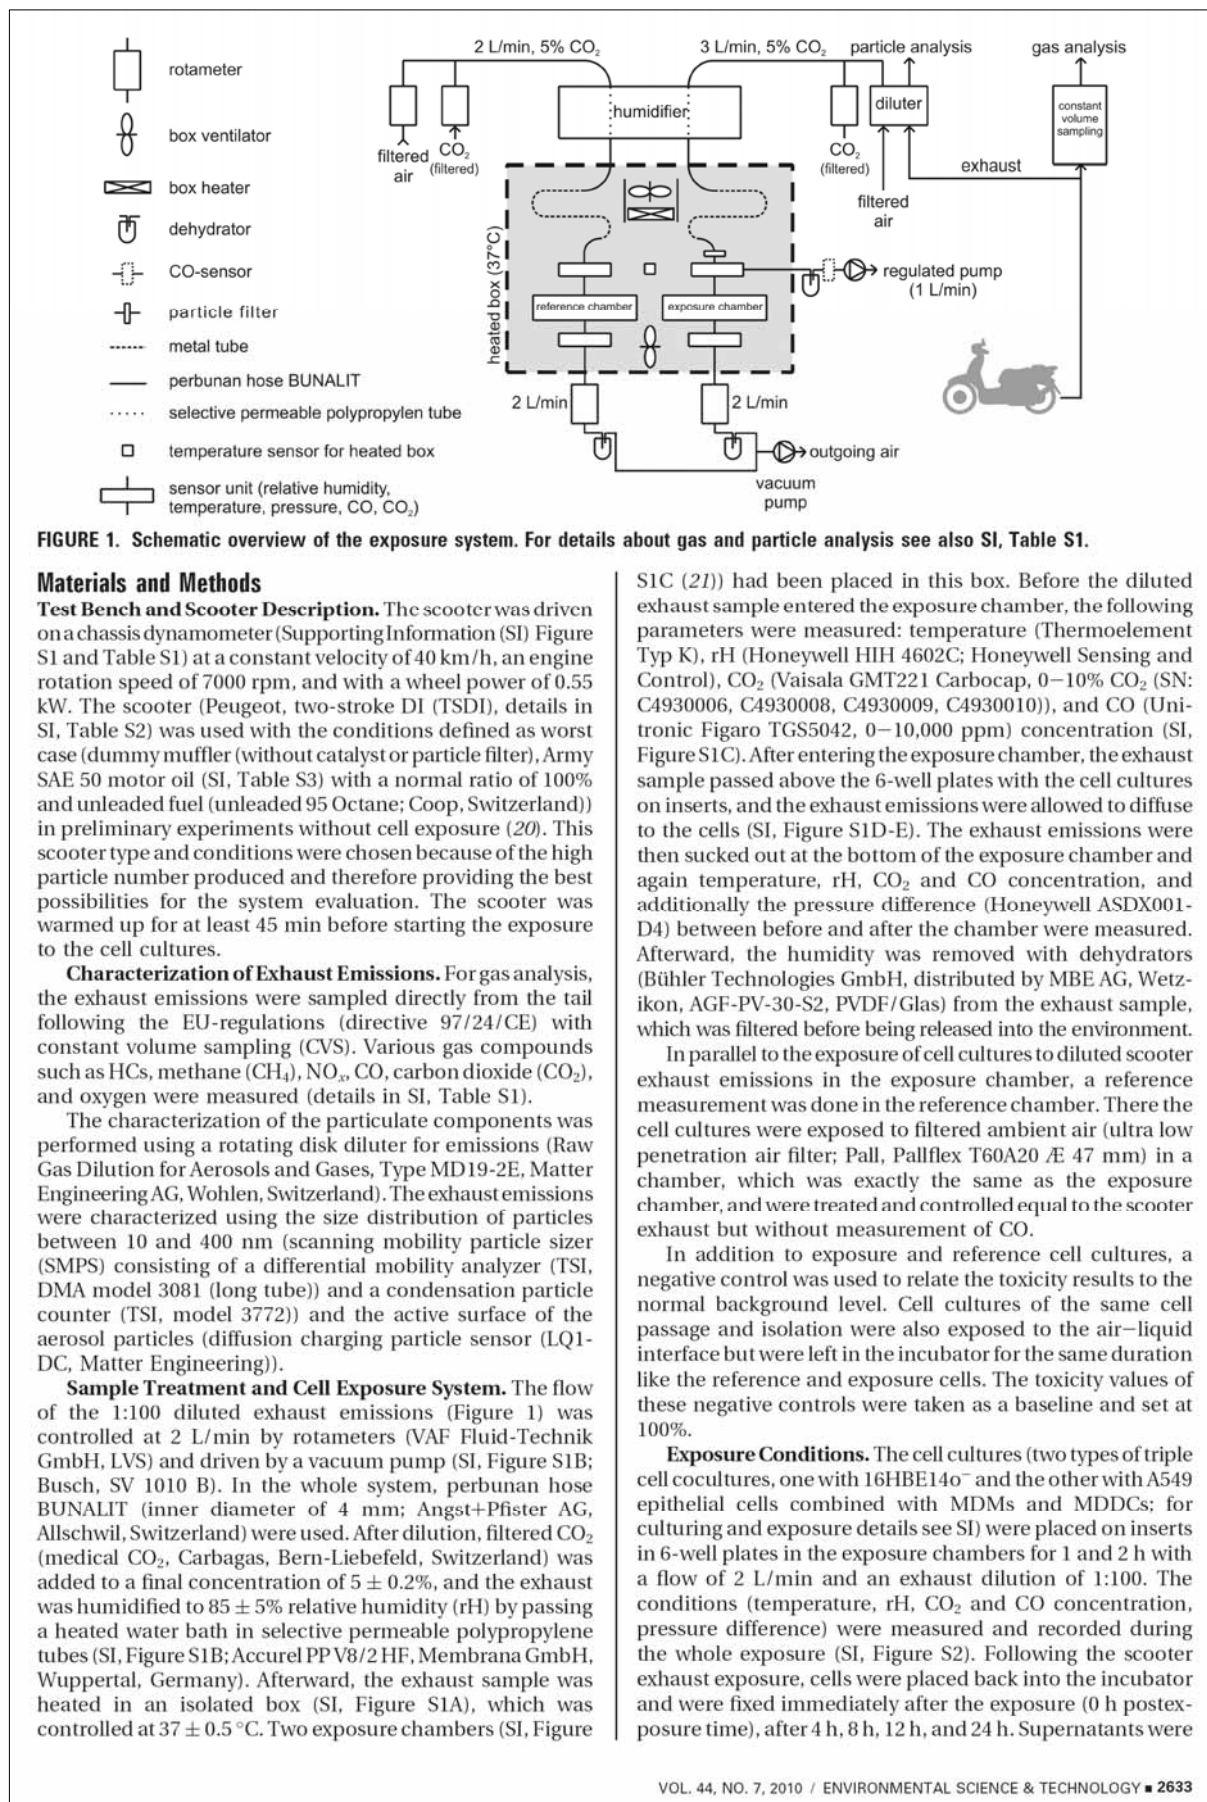 rotameter
box ventilator
box heater
dehydrator
CO-sensor
particle filter
metal tube
perbunan hose BUNALIT
selective permeable polypropylen tube
temperature sensor for heated box
sensor unit (relative humidity,
temperature, pressure, CO, CO₂)
2 L/min, 5% CO₂
3 L/min, 5% CO₂
particle analysis
gas analysis
humidifier
diluter
constant
volume
sampling
filtered
air
CO₂
(filtered)
CO₂
(filtered)
exhaust
filtered
air
heated box (37°C)
reference chamber
exposure chamber
regulated pump
(1 L/min)
2 L/min
2 L/min
outgoing air
vacuum
pump
FIGURE 1. Schematic overview of the exposure system. For details about gas and particle analysis see also SI, Table S1.
Materials and Methods
Test Bench and Scooter Description. The scooter was driven
on a chassis dynamometer (Supporting Information (SI) Figure
S1 and Table S1) at a constant velocity of 40 km/h, an engine
rotation speed of 7000 rpm, and with a wheel power of 0.55
kW. The scooter (Peugeot, two-stroke DI (TSDI), details in
SI, Table S2) was used with the conditions defined as worst
case (dummy muffler (without catalyst or particle filter), Army
SAE 50 motor oil (SI, Table S3) with a normal ratio of 100%
and unleaded fuel (unleaded 95 Octane; Coop, Switzerland))
in preliminary experiments without cell exposure (20). This
scooter type and conditions were chosen because of the high
particle number produced and therefore providing the best
possibilities for the system evaluation. The scooter was
warmed up for at least 45 min before starting the exposure
to the cell cultures.
Characterization of Exhaust Emissions. For gas analysis,
the exhaust emissions were sampled directly from the tail
following the EU-regulations (directive 97/24/CE) with
constant volume sampling (CVS). Various gas compounds
such as HCs, methane (CH₄), NOₓ, CO, carbon dioxide (CO₂),
and oxygen were measured (details in SI, Table S1).
The characterization of the particulate components was
performed using a rotating disk diluter for emissions (Raw
Gas Dilution for Aerosols and Gases, Type MD19-2E, Matter
Engineering AG, Wohlen, Switzerland). The exhaust emissions
were characterized using the size distribution of particles
between 10 and 400 nm (scanning mobility particle sizer
(SMPS) consisting of a differential mobility analyzer (TSI,
DMA model 3081 (long tube)) and a condensation particle
counter (TSI, model 3772)) and the active surface of the
aerosol particles (diffusion charging particle sensor (LQ1-
DC, Matter Engineering)).
Sample Treatment and Cell Exposure System. The flow
of the 1:100 diluted exhaust emissions (Figure 1) was
controlled at 2 L/min by rotameters (VAF Fluid-Technik
GmbH, LVS) and driven by a vacuum pump (SI, Figure S1B;
Busch, SV 1010 B). In the whole system, perbunan hose
BUNALIT (inner diameter of 4 mm; Angst+Pfister AG,
Allschwil, Switzerland) were used. After dilution, filtered CO₂
(medical CO₂, Carbagas, Bern-Liebefeld, Switzerland) was
added to a final concentration of 5 ± 0.2%, and the exhaust
was humidified to 85 ± 5% relative humidity (rH) by passing
a heated water bath in selective permeable polypropylene
tubes (SI, Figure S1B; Accurel PP V8/2 HF, Membrana GmbH,
Wuppertal, Germany). Afterward, the exhaust sample was
heated in an isolated box (SI, Figure S1A), which was
controlled at 37 ± 0.5 °C. Two exposure chambers (SI, Figure
S1C (21)) had been placed in this box. Before the diluted
exhaust sample entered the exposure chamber, the following
parameters were measured: temperature (Thermoelement
Typ K), rH (Honeywell HIH 4602C; Honeywell Sensing and
Control), CO₂ (Vaisala GMT221 Carbocap, 0−10% CO₂ (SN:
C4930006, C4930008, C4930009, C4930010)), and CO (Uni-
tronic Figaro TGS5042, 0−10,000 ppm) concentration (SI,
Figure S1C). After entering the exposure chamber, the exhaust
sample passed above the 6-well plates with the cell cultures
on inserts, and the exhaust emissions were allowed to diffuse
to the cells (SI, Figure S1D-E). The exhaust emissions were
then sucked out at the bottom of the exposure chamber and
again temperature, rH, CO₂ and CO concentration, and
additionally the pressure difference (Honeywell ASDX001-
D4) between before and after the chamber were measured.
Afterward, the humidity was removed with dehydrators
(Bühler Technologies GmbH, distributed by MBE AG, Wetz-
ikon, AGF-PV-30-S2, PVDF/Glas) from the exhaust sample,
which was filtered before being released into the environment.
In parallel to the exposure of cell cultures to diluted scooter
exhaust emissions in the exposure chamber, a reference
measurement was done in the reference chamber. There the
cell cultures were exposed to filtered ambient air (ultra low
penetration air filter; Pall, Pallflex T60A20 Æ 47 mm) in a
chamber, which was exactly the same as the exposure
chamber, and were treated and controlled equal to the scooter
exhaust but without measurement of CO.
In addition to exposure and reference cell cultures, a
negative control was used to relate the toxicity results to the
normal background level. Cell cultures of the same cell
passage and isolation were also exposed to the air−liquid
interface but were left in the incubator for the same duration
like the reference and exposure cells. The toxicity values of
these negative controls were taken as a baseline and set at
100%.
Exposure Conditions. The cell cultures (two types of triple
cell cocultures, one with 16HBE14o⁻ and the other with A549
epithelial cells combined with MDMs and MDDCs; for
culturing and exposure details see SI) were placed on inserts
in 6-well plates in the exposure chambers for 1 and 2 h with
a flow of 2 L/min and an exhaust dilution of 1:100. The
conditions (temperature, rH, CO₂ and CO concentration,
pressure difference) were measured and recorded during
the whole exposure (SI, Figure S2). Following the scooter
exhaust exposure, cells were placed back into the incubator
and were fixed immediately after the exposure (0 h postex-
posure time), after 4 h, 8 h, 12 h, and 24 h. Supernatants were
VOL. 44, NO. 7, 2010 / ENVIRONMENTAL SCIENCE & TECHNOLOGY ■ 2633